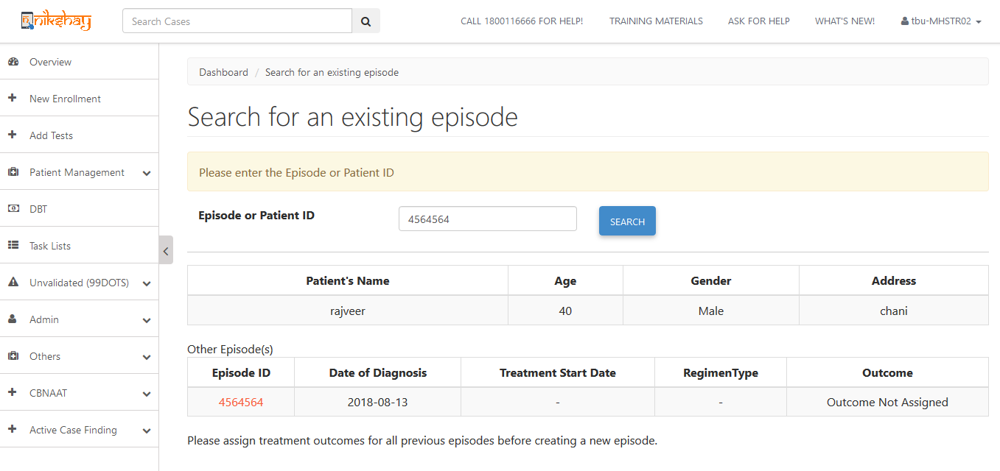 nikshay
Search Cases
CALL 1800116666 FOR HELP! TRAINING MATERIALS ASK FOR HELP WHAT'S NEW! tbu-MHSTR02
Overview
New Enrollment
Add Tests
Patient Management
DBT
Task Lists
Unvalidated (99DOTS)
Admin
Others
CBNAAT
Active Case Finding
Dashboard / Search for an existing episode
Search for an existing episode
Please enter the Episode or Patient ID
Episode or Patient ID 4564564 SEARCH
Patient's Name Age Gender Address
rajveer 40 Male chani
Other Episode(s)
Episode ID Date of Diagnosis Treatment Start Date RegimenType Outcome
4564564 2018-08-13 - - Outcome Not Assigned
Please assign treatment outcomes for all previous episodes before creating a new episode.